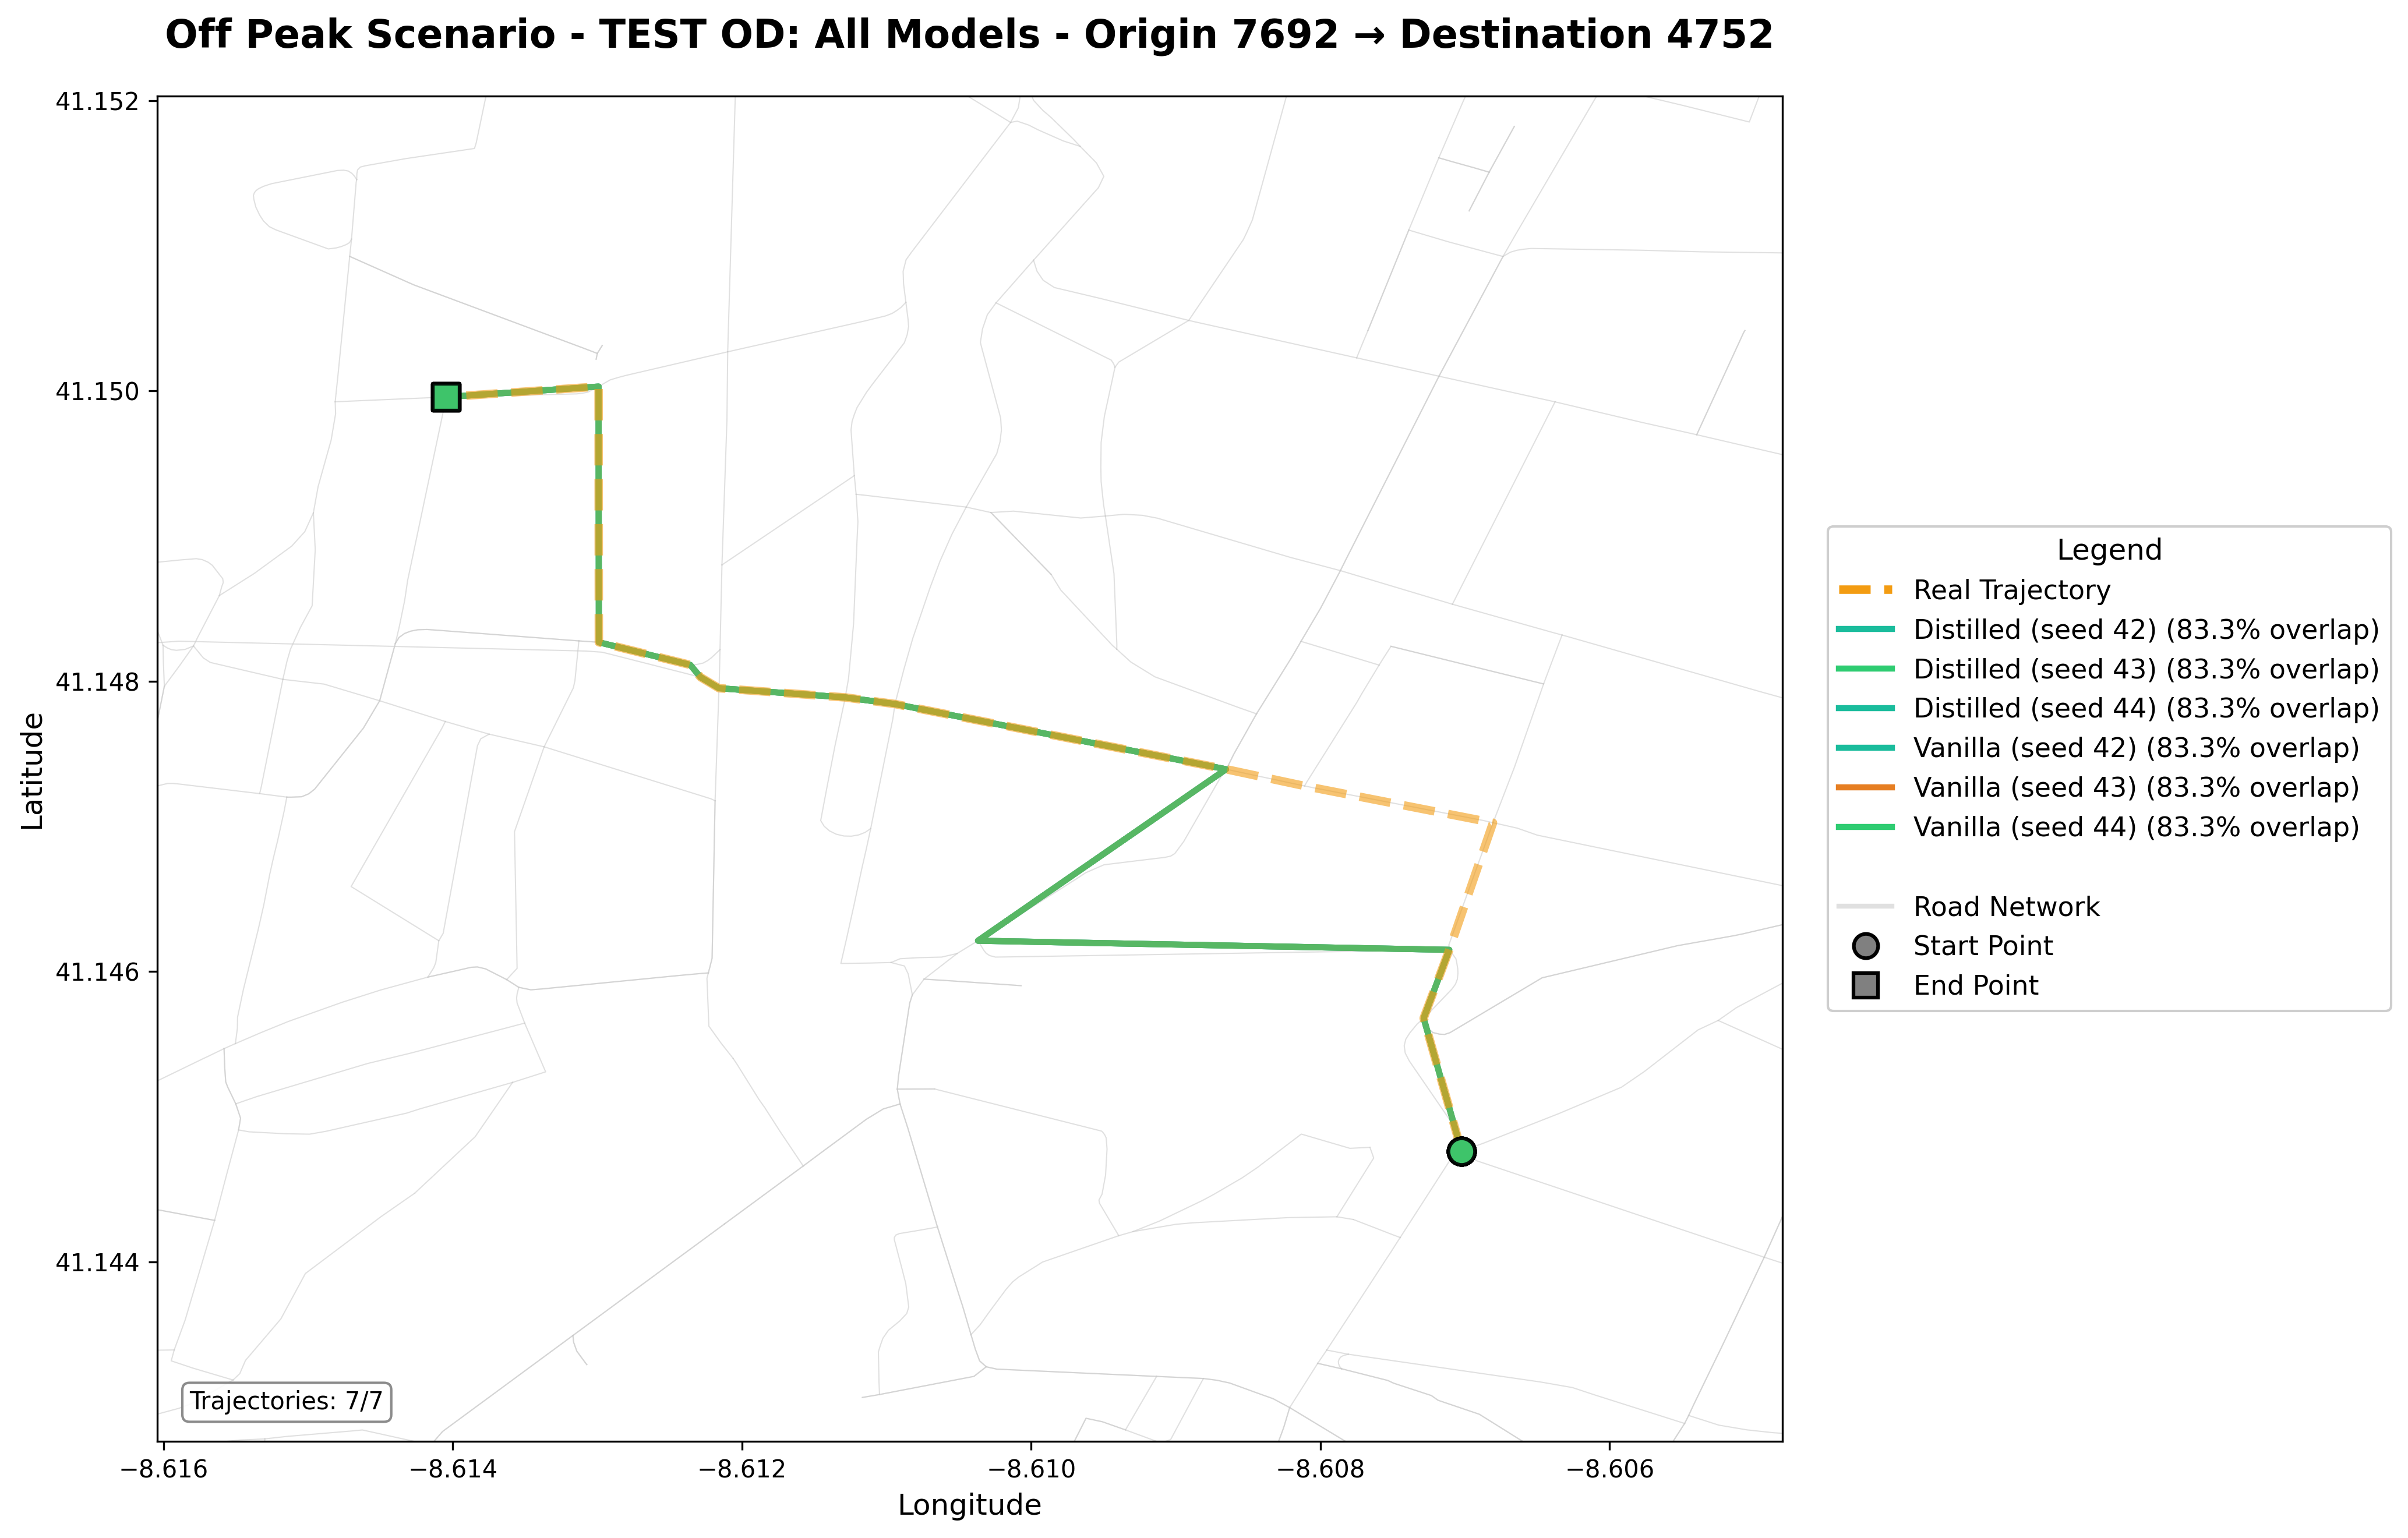 Off Peak Scenario - TEST OD: All Models - Origin 7692 → Destination 4752
41.152
41.150
41.148
41.146
41.144
Latitude
−8.616
−8.614
−8.612
−8.610
−8.608
−8.606
Longitude
Trajectories: 7/7
Legend
Real Trajectory
Distilled (seed 42) (83.3% overlap)
Distilled (seed 43) (83.3% overlap)
Distilled (seed 44) (83.3% overlap)
Vanilla (seed 42) (83.3% overlap)
Vanilla (seed 43) (83.3% overlap)
Vanilla (seed 44) (83.3% overlap)
Road Network
Start Point
End Point